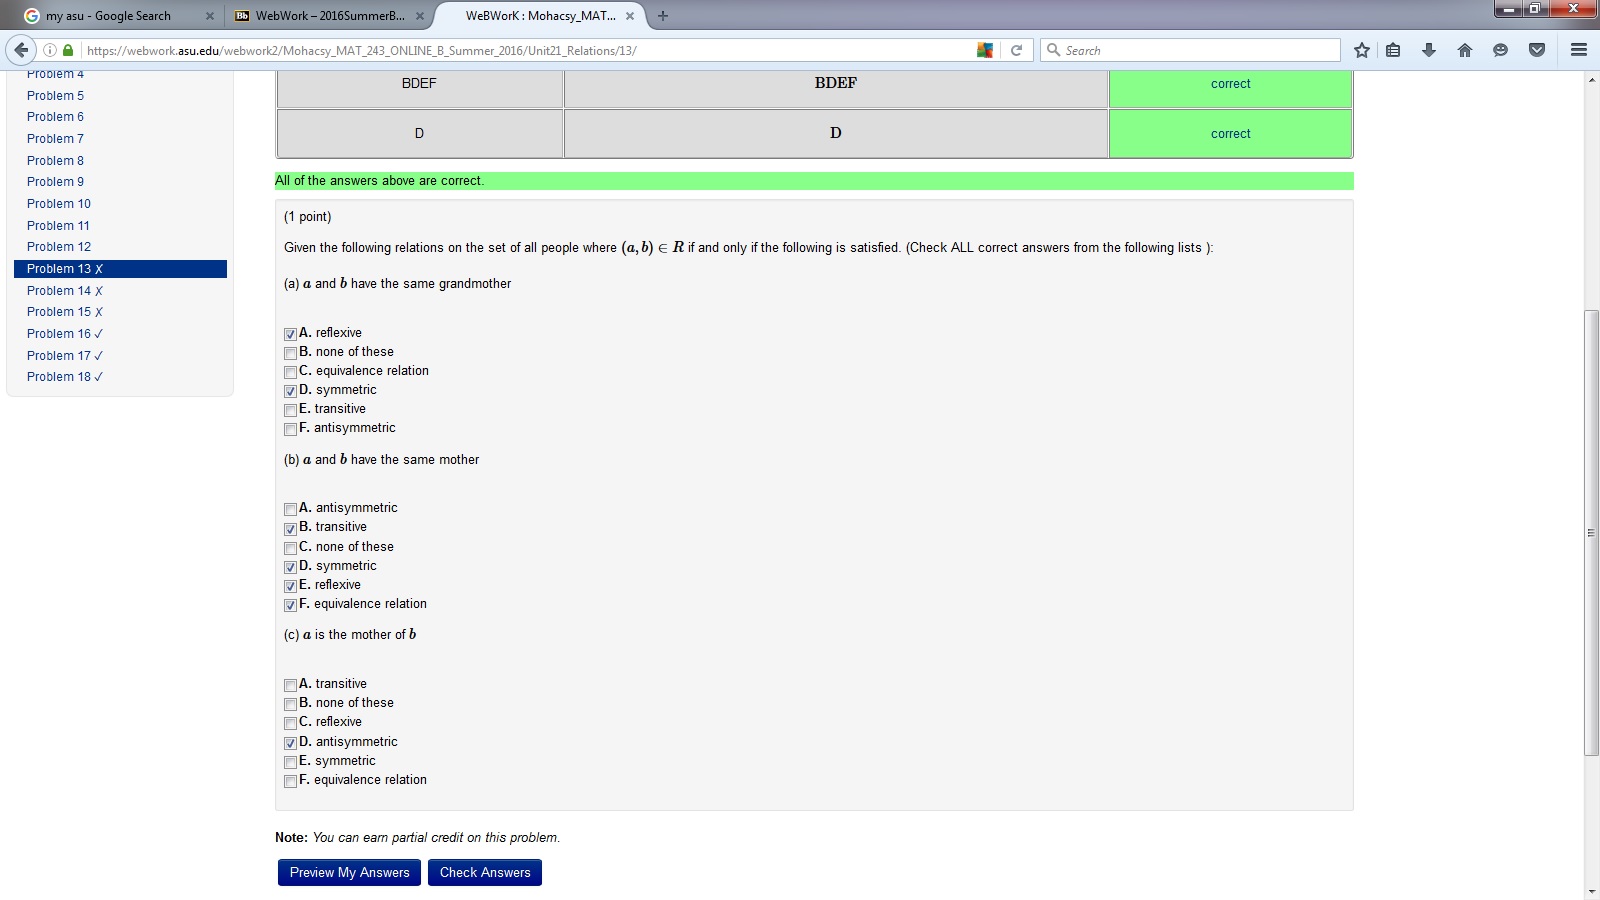 my asu - Google Search
WebWork – 2016SummerB...
WeBWorK : Mohacsy_MAT...
https://webwork.asu.edu/webwork2/Mohacsy_MAT_243_ONLINE_B_Summer_2016/Unit21_Relations/13/
Search
Problem 4
Problem 5
Problem 6
Problem 7
Problem 8
Problem 9
Problem 10
Problem 11
Problem 12
Problem 13 ✗
Problem 14 ✗
Problem 15 ✗
Problem 16 ✓
Problem 17 ✓
Problem 18 ✓
BDEF BDEF correct
D D correct
All of the answers above are correct.
(1 point)
Given the following relations on the set of all people where (a, b) ∈ R if and only if the following is satisfied. (Check ALL correct answers from the following lists ):
(a) a and b have the same grandmother
A. reflexive
B. none of these
C. equivalence relation
D. symmetric
E. transitive
F. antisymmetric
(b) a and b have the same mother
A. antisymmetric
B. transitive
C. none of these
D. symmetric
E. reflexive
F. equivalence relation
(c) a is the mother of b
A. transitive
B. none of these
C. reflexive
D. antisymmetric
E. symmetric
F. equivalence relation
Note: You can earn partial credit on this problem.
Preview My Answers
Check Answers